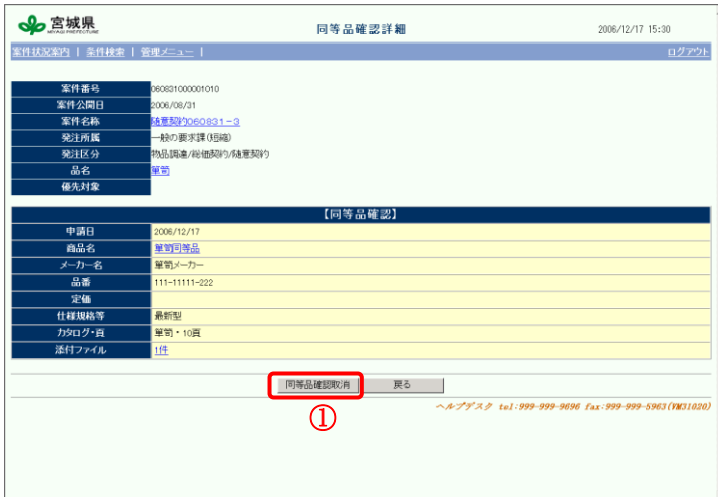 宮城県
MIYAGI PREFECTURE
同等品確認詳細
2006/12/17 15:30
案件状況案内 | 条件検索 | 管理メニュー |
ログアウト
案件番号 060831000001010
案件公開日 2006/08/31
案件名称 随意契約060831-3
発注所属 一般の要求課(短縮)
発注区分 物品調達/総価契約/随意契約
品名 箪笥
優先対象
【同等品確認】
申請日 2006/12/17
商品名 箪笥同等品
メーカー名 箪笥メーカー
品番 111-11111-222
定価
仕様規格等 最新型
カタログ・頁 箪笥・10頁
添付ファイル 1件
同等品確認取消 戻る
①
ヘルプデスク tel:999-999-9696 fax:999-999-5963(VM31020)